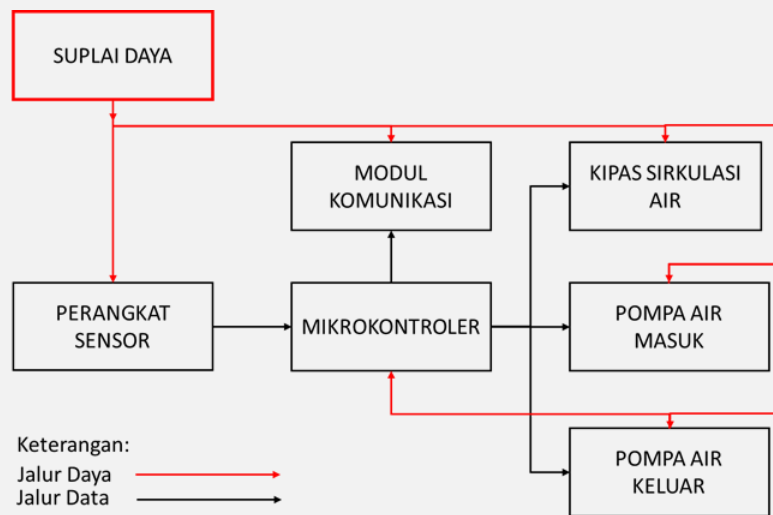 SUPLAI DAYA
MODUL
KOMUNIKASI
KIPAS SIRKULASI
AIR
PERANGKAT
SENSOR
MIKROKONTROLER
POMPA AIR
MASUK
POMPA AIR
KELUAR
Keterangan:
Jalur Daya
Jalur Data